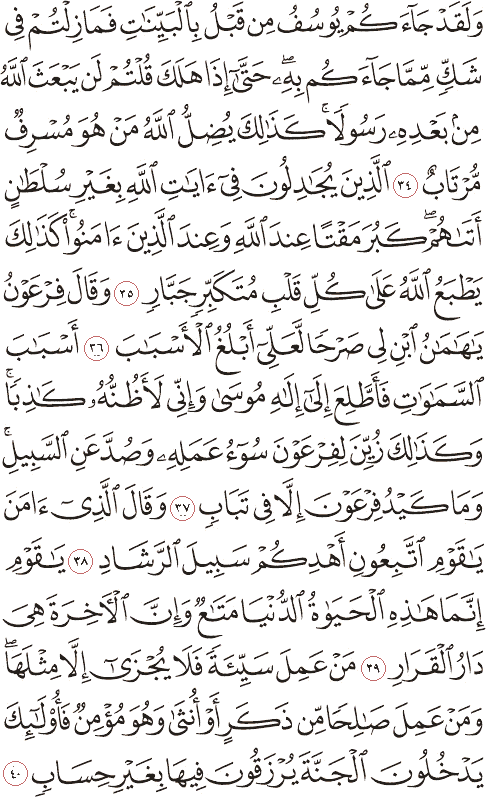 وَلَقَدْ جَآءَكُمْ يُوسُفُ مِن قَبْلُ بِٱلْبَيِّنَٰتِ فَمَا زِلْتُمْ فِى
شَكٍّ مِّمَّا جَآءَكُم بِهِۦ ۖ حَتَّىٰٓ إِذَا هَلَكَ قُلْتُمْ لَن يَبْعَثَ ٱللَّهُ
مِنۢ بَعْدِهِۦ رَسُولًا ۚ كَذَٰلِكَ يُضِلُّ ٱللَّهُ مَنْ هُوَ مُسْرِفٌ
مُّرْتَابٌ ٣٤ ٱلَّذِينَ يُجَٰدِلُونَ فِىٓ ءَايَٰتِ ٱللَّهِ بِغَيْرِ سُلْطَٰنٍ
أَتَىٰهُمْ ۖ كَبُرَ مَقْتًا عِندَ ٱللَّهِ وَعِندَ ٱلَّذِينَ ءَامَنُوا۟ ۚ كَذَٰلِكَ
يَطْبَعُ ٱللَّهُ عَلَىٰ كُلِّ قَلْبِ مُتَكَبِّرٍ جَبَّارٍ ٣٥ وَقَالَ فِرْعَوْنُ
يَٰهَٰمَٰنُ ٱبْنِ لِى صَرْحًا لَّعَلِّىٓ أَبْلُغُ ٱلْأَسْبَٰبَ ٣٦ أَسْبَٰبَ
ٱلسَّمَٰوَٰتِ فَأَطَّلِعَ إِلَىٰٓ إِلَٰهِ مُوسَىٰ وَإِنِّى لَأَظُنُّهُۥ كَٰذِبًا ۚ
وَكَذَٰلِكَ زُيِّنَ لِفِرْعَوْنَ سُوٓءُ عَمَلِهِۦ وَصُدَّ عَنِ ٱلسَّبِيلِ ۚ
وَمَا كَيْدُ فِرْعَوْنَ إِلَّا فِى تَبَابٍ ٣٧ وَقَالَ ٱلَّذِىٓ ءَامَنَ
يَٰقَوْمِ ٱتَّبِعُونِ أَهْدِكُمْ سَبِيلَ ٱلرَّشَادِ ٣٨ يَٰقَوْمِ
إِنَّمَا هَٰذِهِ ٱلْحَيَوٰةُ ٱلدُّنْيَا مَتَٰعٌ وَإِنَّ ٱلْءَاخِرَةَ هِىَ
دَارُ ٱلْقَرَارِ ٣٩ مَنْ عَمِلَ سَيِّئَةً فَلَا يُجْزَىٰٓ إِلَّا مِثْلَهَا ۖ
وَمَنْ عَمِلَ صَٰلِحًا مِّن ذَكَرٍ أَوْ أُنثَىٰ وَهُوَ مُؤْمِنٌ فَأُو۟لَٰٓئِكَ
يَدْخُلُونَ ٱلْجَنَّةَ يُرْزَقُونَ فِيهَا بِغَيْرِ حِسَابٍ ٤٠